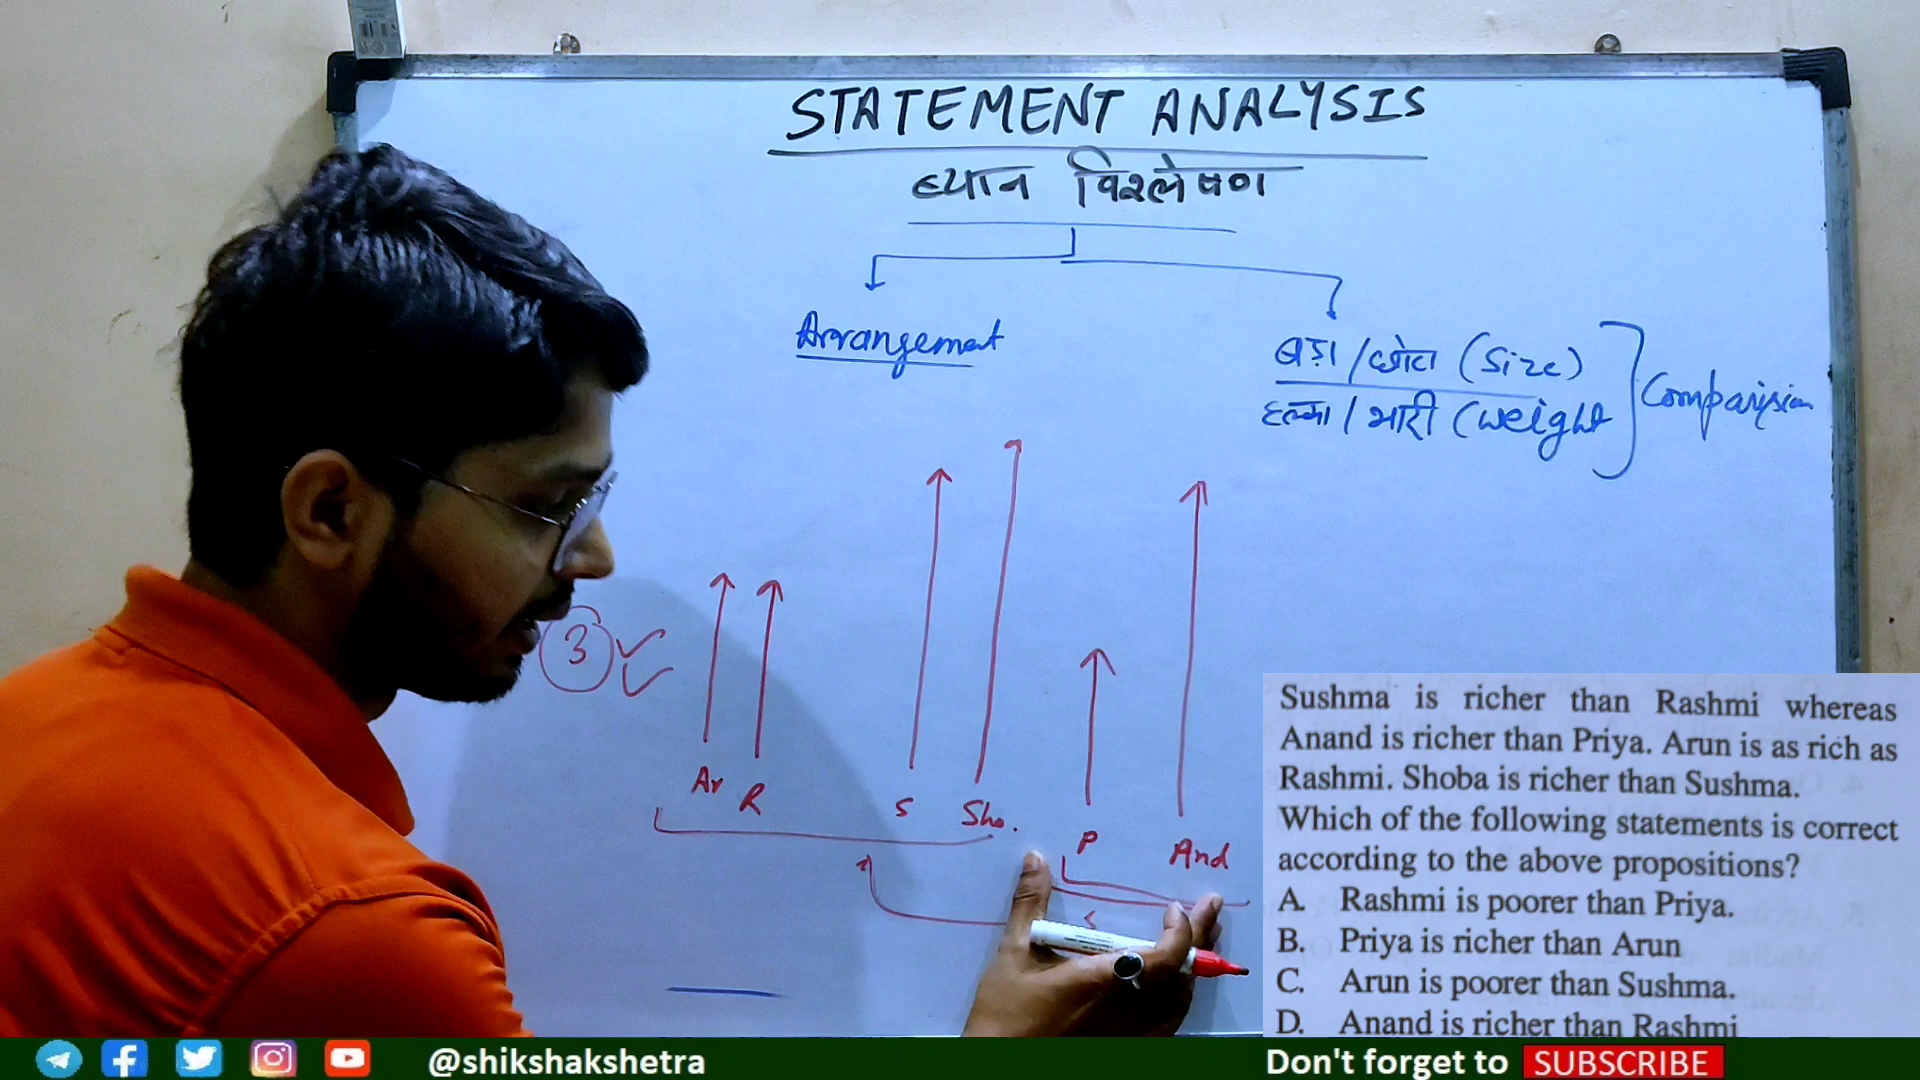 STATEMENT ANALYSIS
ध्यान विश्लेषण
Arrangement
बड़ा / छोटा (Size)
हल्का / भारी (weight
Comparision
3
Ar R S Sho. P And
S
Sushma is richer than Rashmi whereas
Anand is richer than Priya. Arun is as rich as
Rashmi. Shoba is richer than Sushma.
Which of the following statements is correct
according to the above propositions?
A. Rashmi is poorer than Priya.
B. Priya is richer than Arun
C. Arun is poorer than Sushma.
D. Anand is richer than Rashmi
@shikshakshetra
Don't forget to SUBSCRIBE